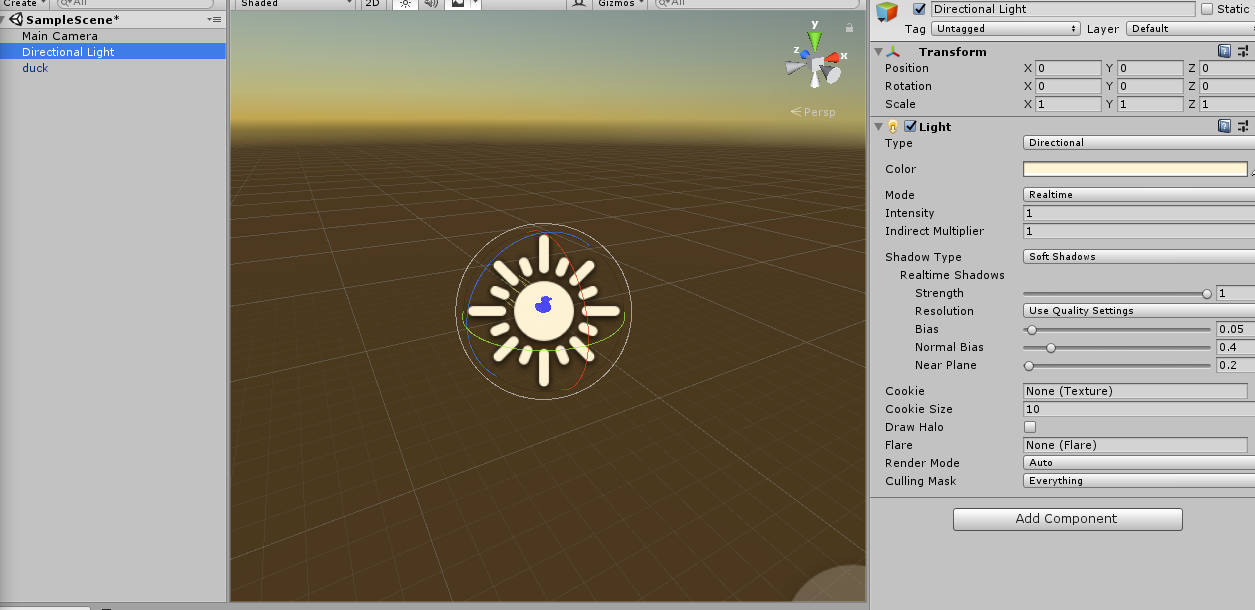 Create
All
SampleScene*
Main Camera
Directional Light
duck
Shaded
2D
Gizmos
All
y
z
x
Persp
Directional Light
Static
Tag Untagged Layer Default
Transform
Position X 0 Y 0 Z 0
Rotation X 0 Y 0 Z 0
Scale X 1 Y 1 Z 1
Light
Type Directional
Color
Mode Realtime
Intensity 1
Indirect Multiplier 1
Shadow Type Soft Shadows
Realtime Shadows
Strength 1
Resolution Use Quality Settings
Bias 0.05
Normal Bias 0.4
Near Plane 0.2
Cookie None (Texture)
Cookie Size 10
Draw Halo
Flare None (Flare)
Render Mode Auto
Culling Mask Everything
Add Component